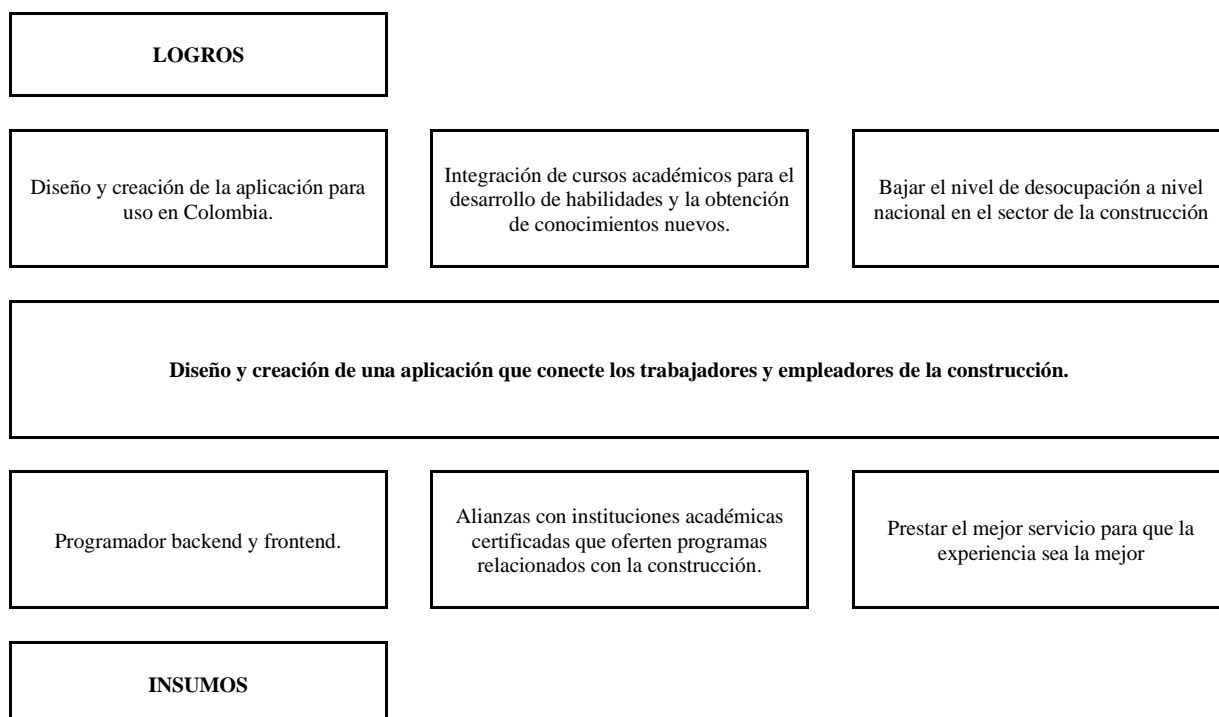 LOGROS
Diseño y creación de la aplicación para
uso en Colombia.
Integración de cursos académicos para el
desarrollo de habilidades y la obtención
de conocimientos nuevos.
Bajar el nivel de desocupación a nivel
nacional en el sector de la construcción
Diseño y creación de una aplicación que conecte los trabajadores y empleadores de la construcción.
Programador backend y frontend.
Alianzas con instituciones académicas
certificadas que oferten programas
relacionados con la construcción.
Prestar el mejor servicio para que la
experiencia sea la mejor
INSUMOS